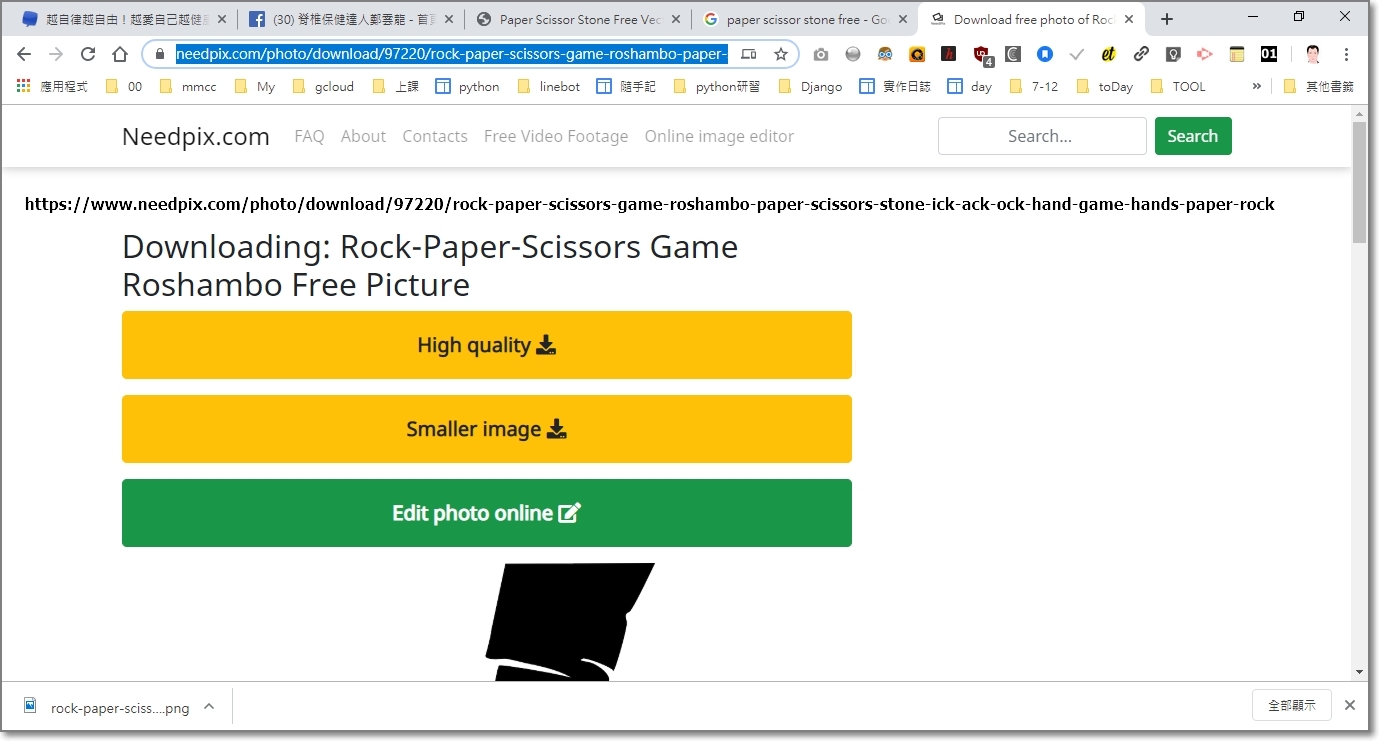 越自律越自由！越愛自己越健
(30) 脊椎保健達人鄭雲龍 - 首
Paper Scissor Stone Free Vec
paper scissor stone free - Go
Download free photo of Roc
needpix.com/photo/download/97220/rock-paper-scissors-game-roshambo-paper-
4
et
01
應用程式
00
mmcc
My
gcloud
上課
python
linebot
隨手記
python研習
Django
實作日誌
day
7-12
toDay
TOOL
»
其他書籤
Needpix.com
FAQ
About
Contacts
Free Video Footage
Online image editor
Search...
Search
https://www.needpix.com/photo/download/97220/rock-paper-scissors-game-roshambo-paper-scissors-stone-ick-ack-ock-hand-game-hands-paper-rock
Downloading: Rock-Paper-Scissors Game
Roshambo Free Picture
High quality
Smaller image
Edit photo online
rock-paper-sciss....png
全部顯示